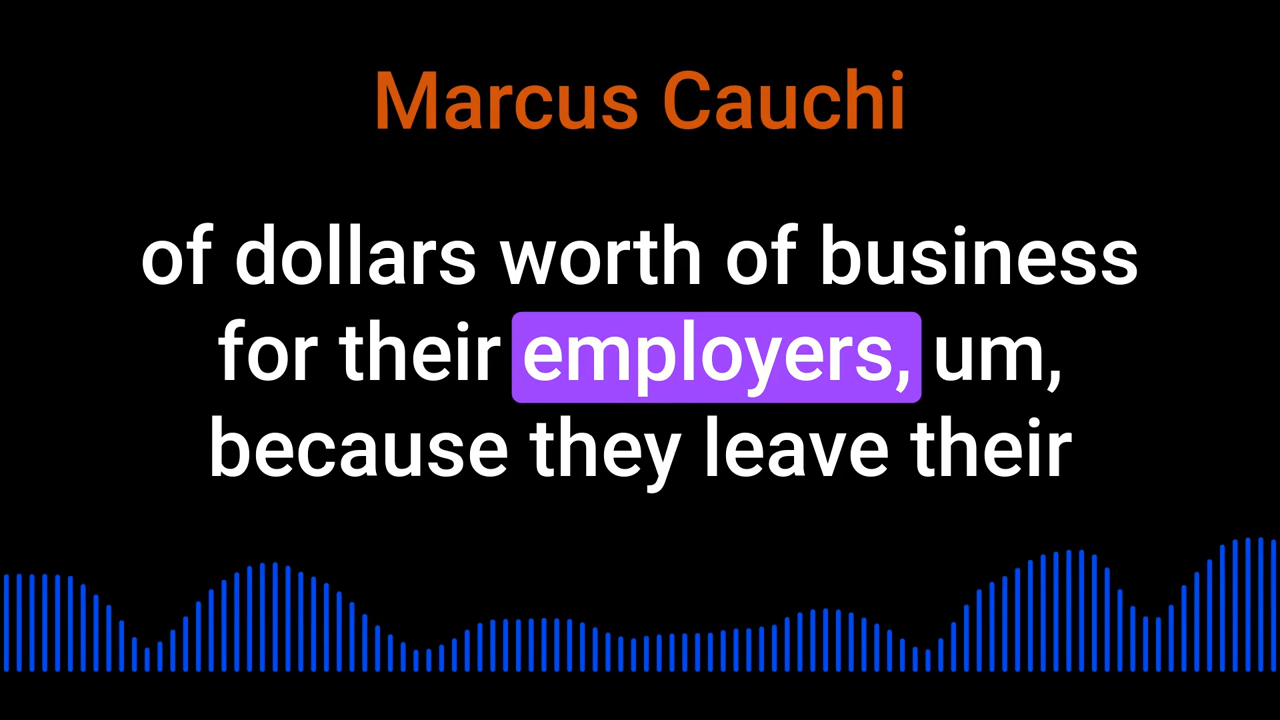 Marcus Cauchi
of dollars worth of business
for their employers, um,
because they leave their